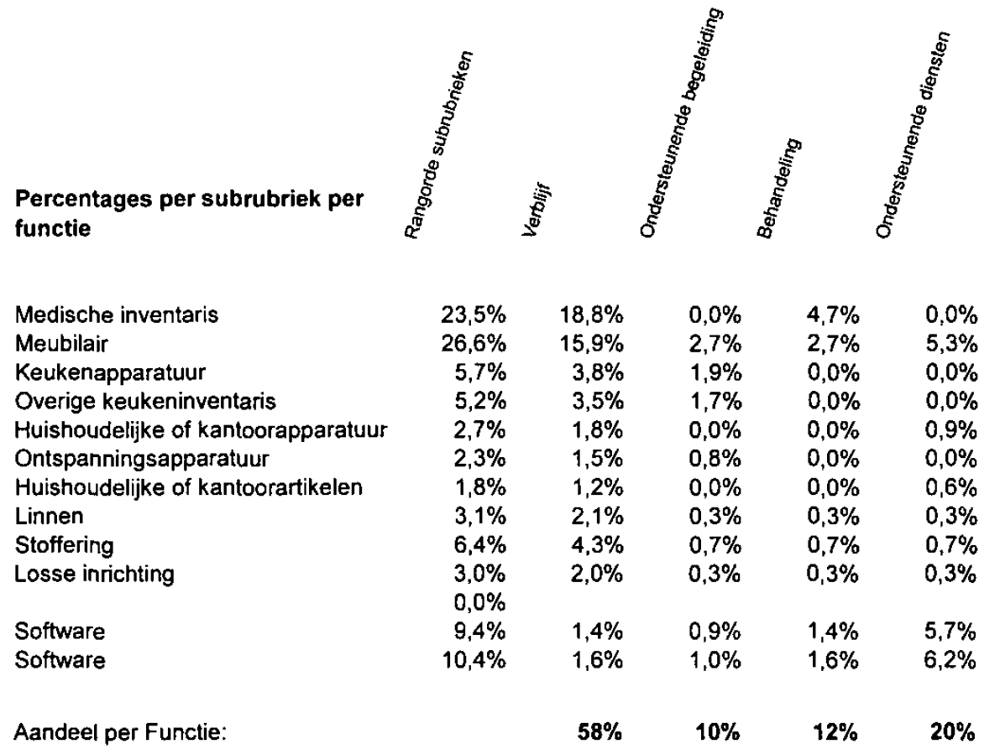 Rangorde subrubrieken Verblijf Ondersteunende begeleiding Behandeling Ondersteunende diensten
Percentages per subrubriek per
functie
Medische inventaris 23,5% 18,8% 0,0% 4,7% 0,0%
Meubilair 26,6% 15,9% 2,7% 2,7% 5,3%
Keukenapparatuur 5,7% 3,8% 1,9% 0,0% 0,0%
Overige keukeninventaris 5,2% 3,5% 1,7% 0,0% 0,0%
Huishoudelijke of kantoorapparatuur 2,7% 1,8% 0,0% 0,0% 0,9%
Ontspanningsapparatuur 2,3% 1,5% 0,8% 0,0% 0,0%
Huishoudelijke of kantoorartikelen 1,8% 1,2% 0,0% 0,0% 0,6%
Linnen 3,1% 2,1% 0,3% 0,3% 0,3%
Stoffering 6,4% 4,3% 0,7% 0,7% 0,7%
Losse inrichting 3,0% 2,0% 0,3% 0,3% 0,3%
0,0%
Software 9,4% 1,4% 0,9% 1,4% 5,7%
Software 10,4% 1,6% 1,0% 1,6% 6,2%
Aandeel per Functie: 58% 10% 12% 20%